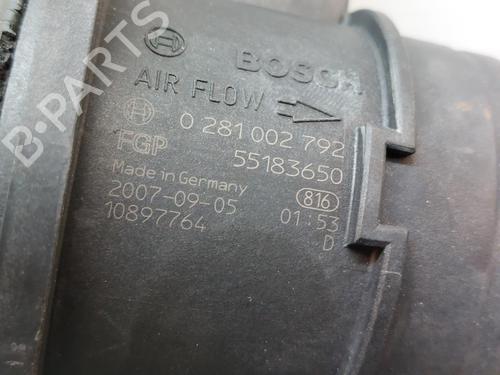 BOSCH
AIR FLOW
0 281 002 792
FGP 55183650
Made in Germany 816
2007-09-05 01:53
10897764 D